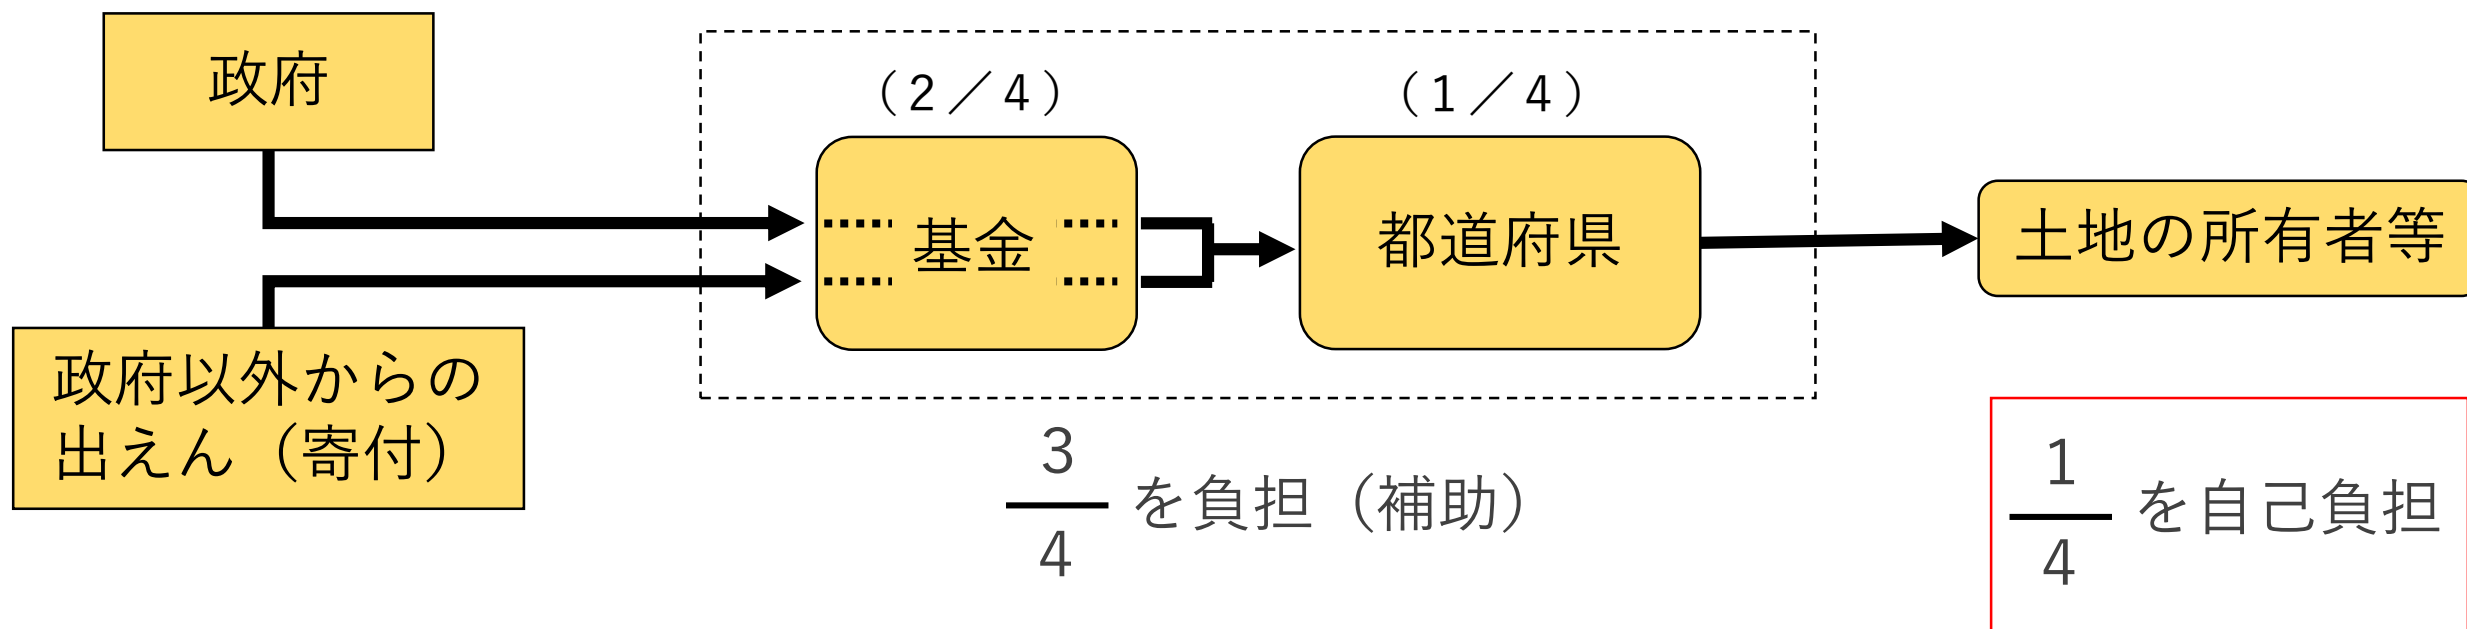 政府
（２／４）
（１／４）
基金
都道府県
土地の所有者等
政府以外からの
出えん（寄付）
3
4
を負担（補助）
1
4
を自己負担